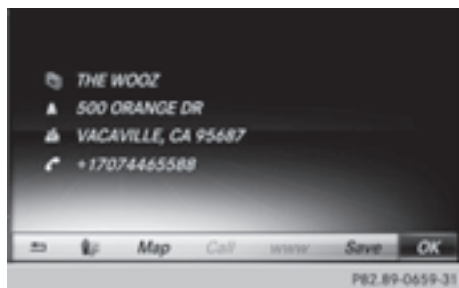 THE WOOZ
500 ORANGE DR
VACAVILLE, CA 95687
+17074465588
Map Call www Save OK
P82.89-0659-31